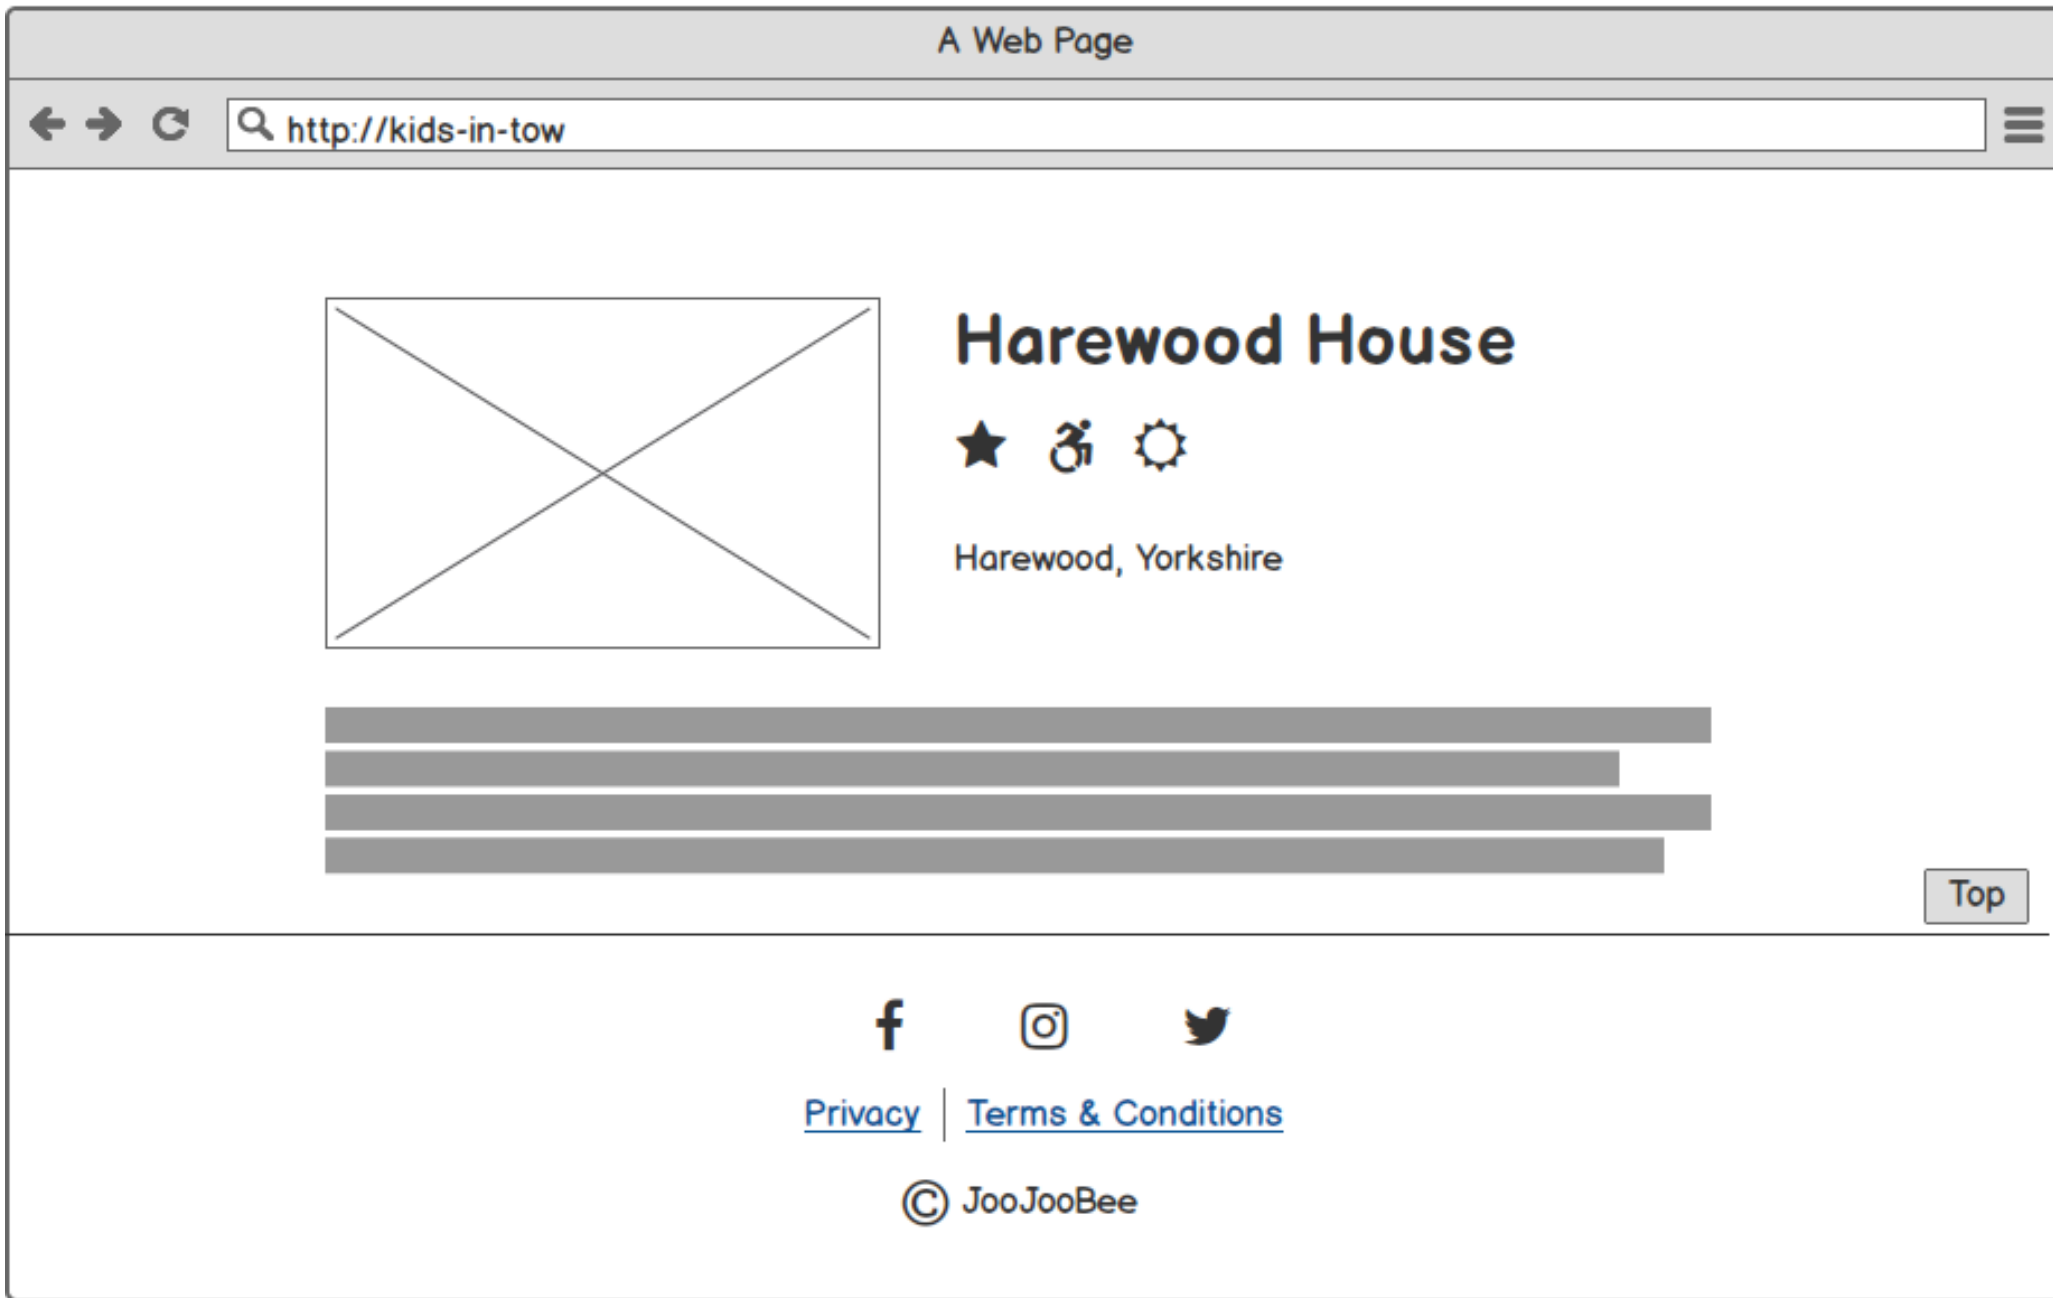 A Web Page
http://kids-in-tow
Harewood House
Harewood, Yorkshire
Top
Privacy | Terms & Conditions
© JooJooBee